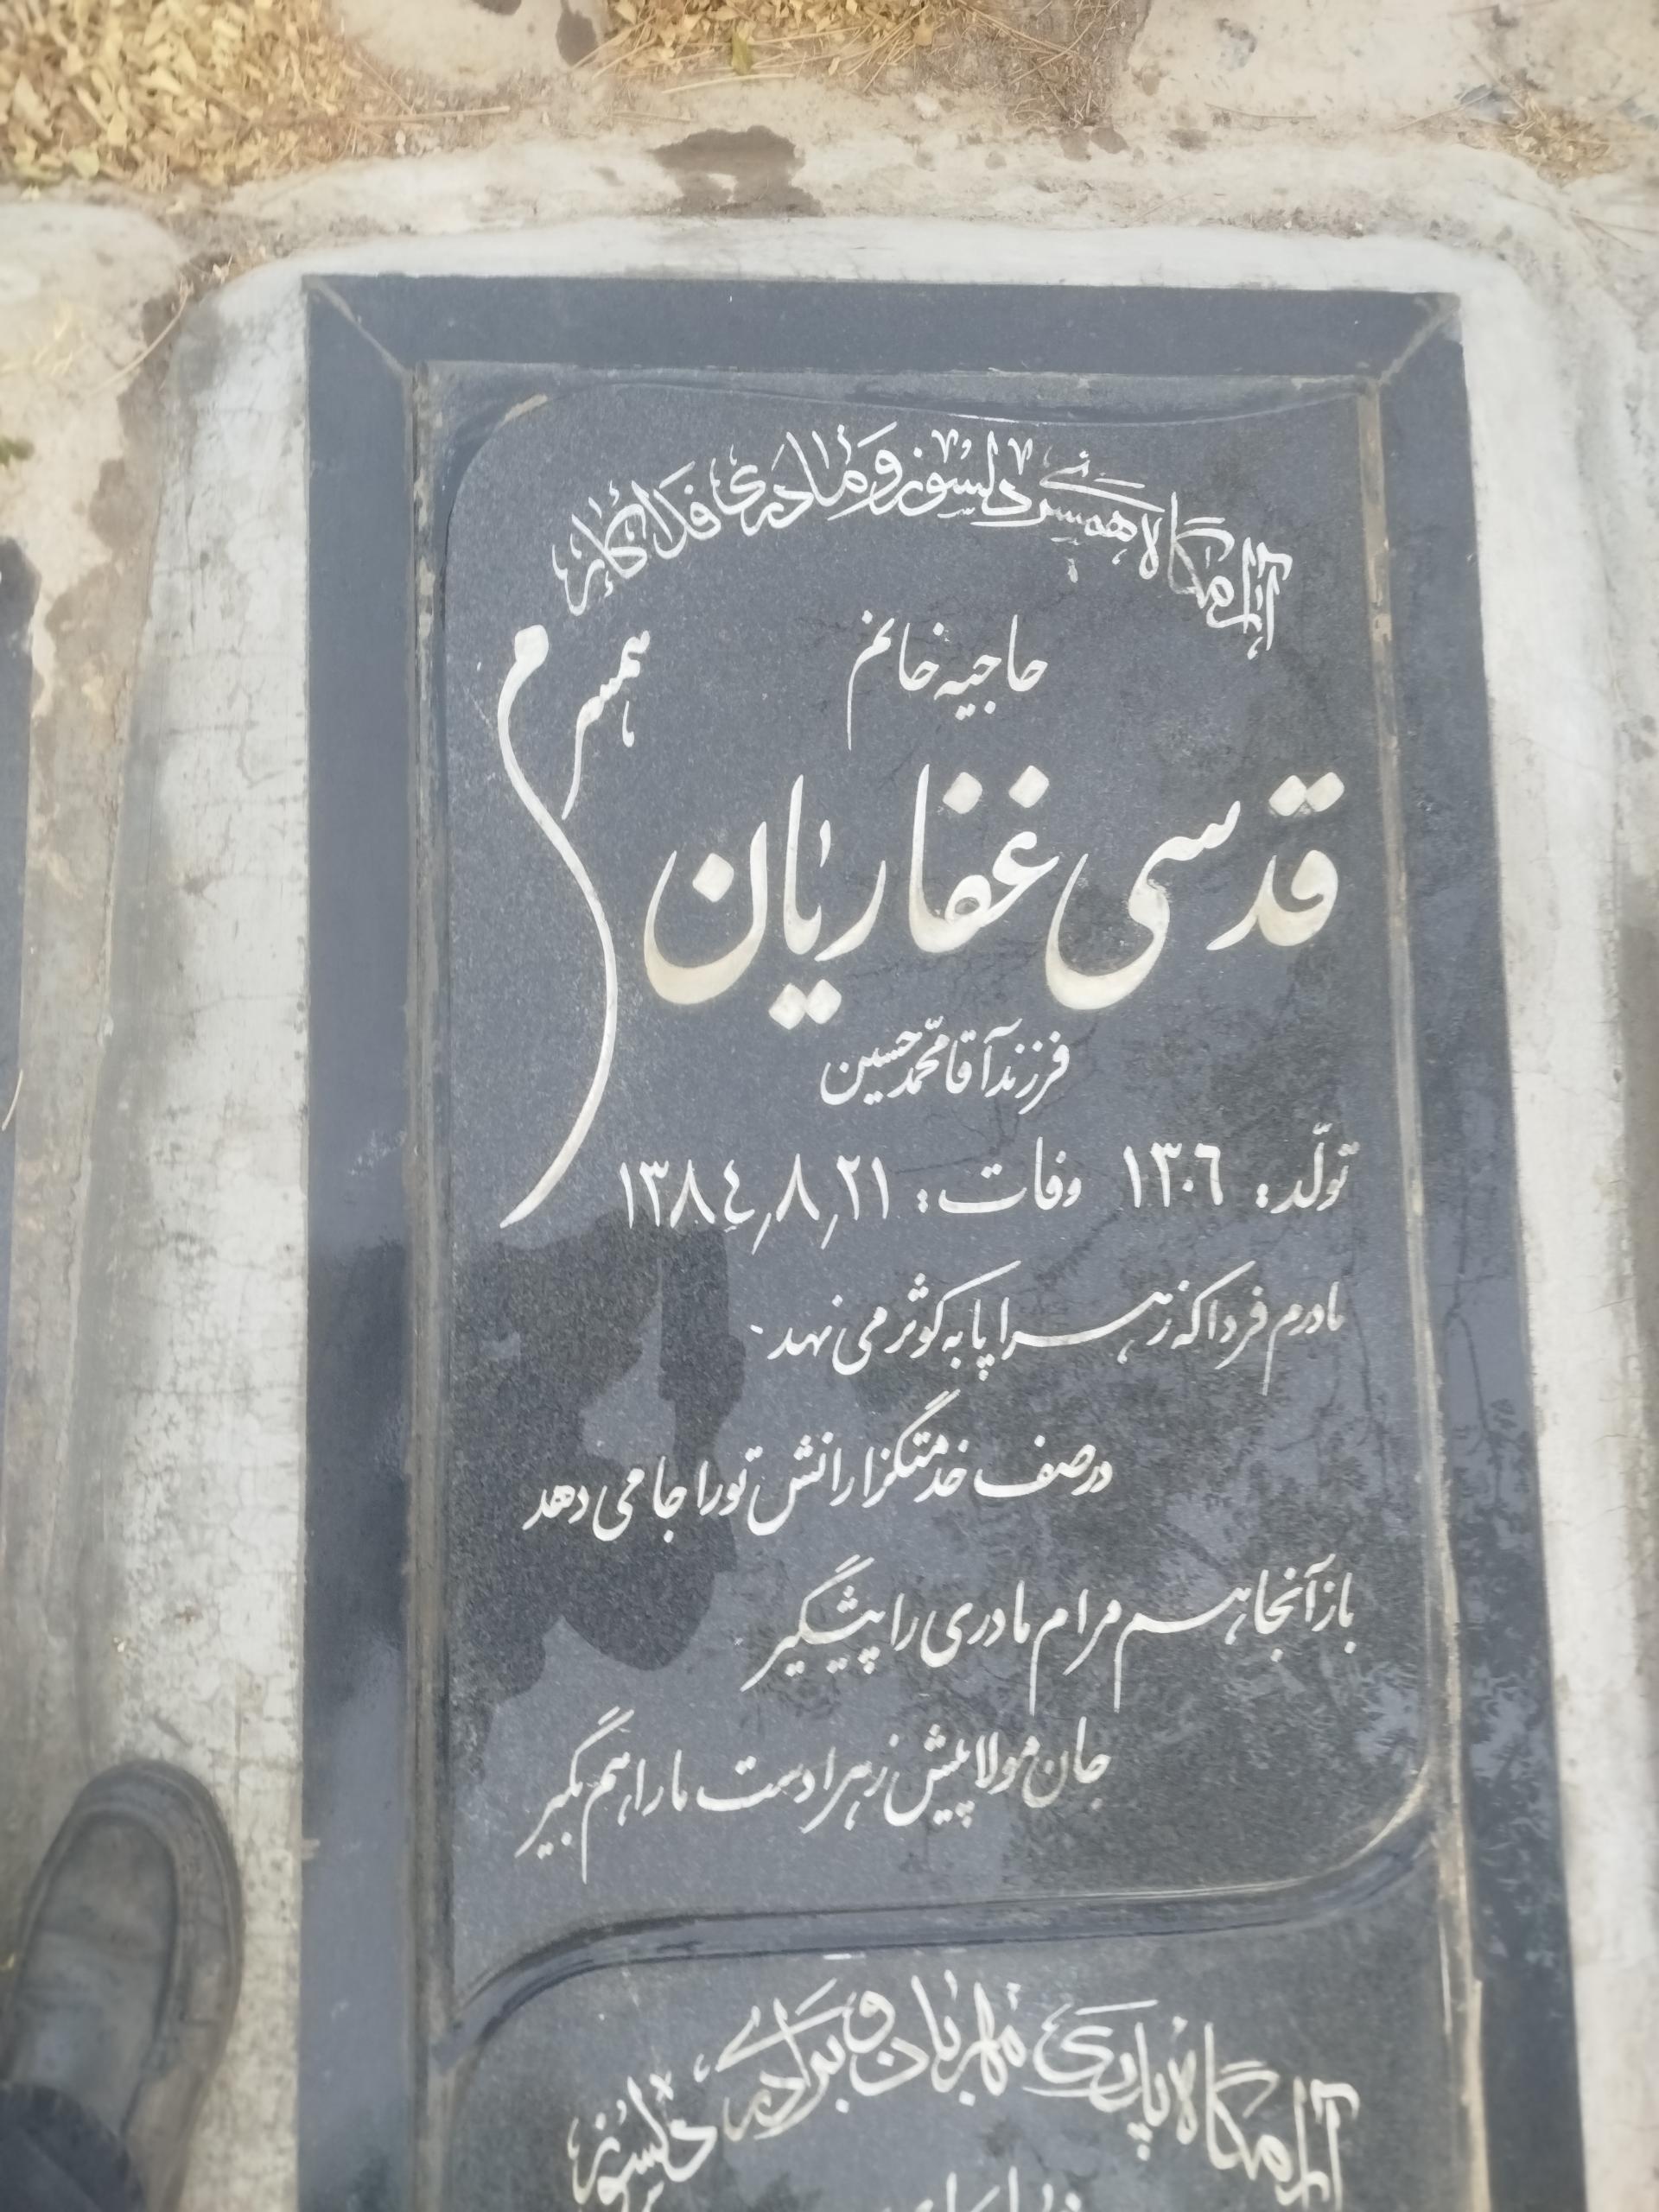 آرامگاه همسری دلسوز و مادری فداکار
حاجیه خانم
همسرم
قدسی غفاریان
فرزند آقا محمّد حسین
تولّد: ۱۳۰۶ وفات: ۱۳۸۴٫۸٫۲۱
مادرم فردا که زهرا پا به کوثر می نهد
در صف خدمتگزارانش تو را جا می دهد
باز آنجا هم مرام مادری را پیشگیر
جان مولا پیش زهرا دست ما را هم بگیر
آرامگاه پدری مهربان و برادری دلسوز